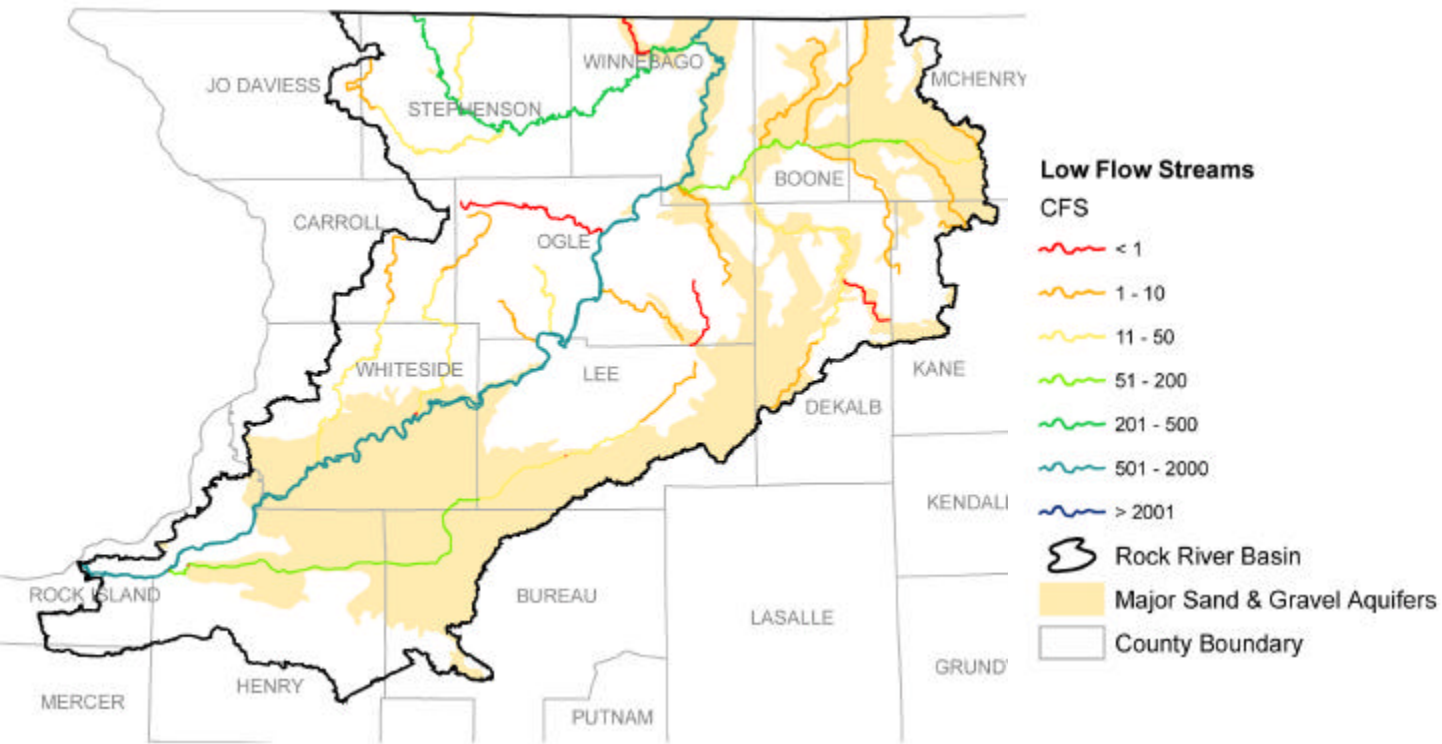 JO DAVIESS
STEPHENSON
WINNEBAGO
MCHENRY
BOONE
CARROLL
OGLE
WHITESIDE
LEE
DEKALB
KANE
KENDALL
ROCK ISLAND
BUREAU
LASALLE
GRUNDY
HENRY
MERCER
PUTNAM
Low Flow Streams
CFS
< 1
1 - 10
11 - 50
51 - 200
201 - 500
501 - 2000
> 2001
Rock River Basin
Major Sand & Gravel Aquifers
County Boundary